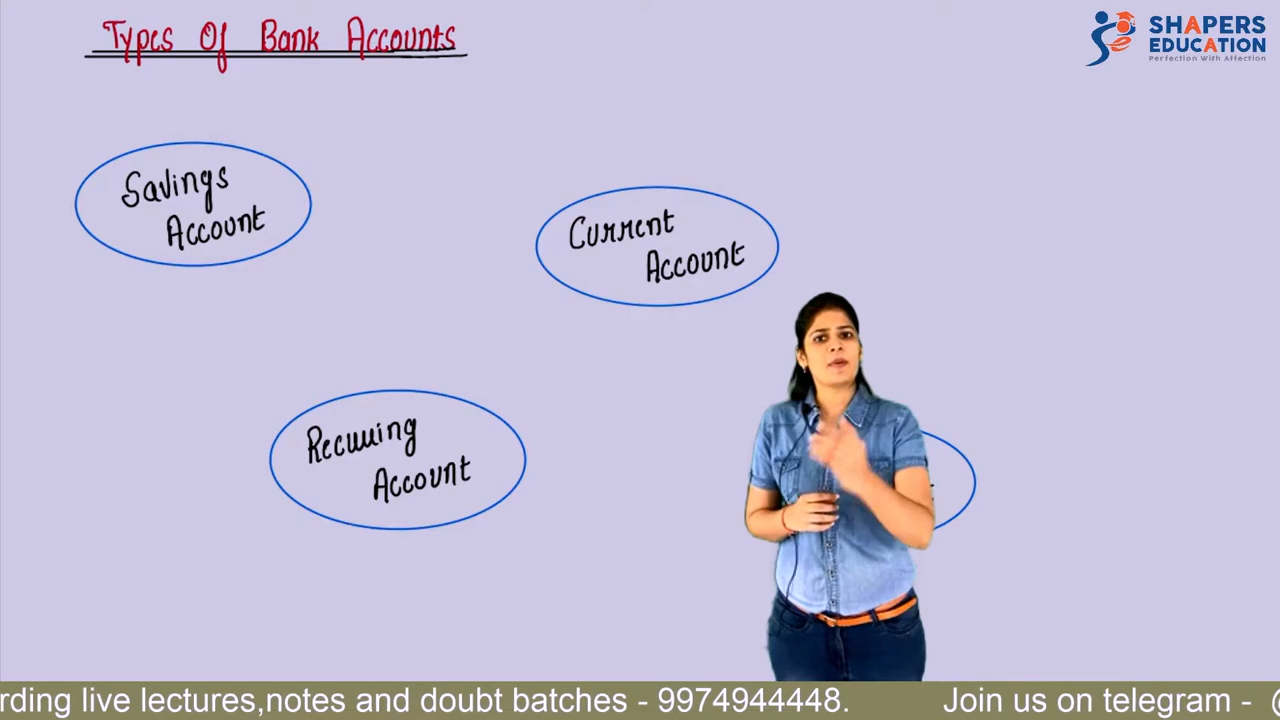 Types Of Bank Accounts
SHAPERS
EDUCATION
Perfection With Affection
Savings
Account
Current
Account
Recurring
Account
rding live lectures,notes and doubt batches - 9974944448.
Join us on telegram - @